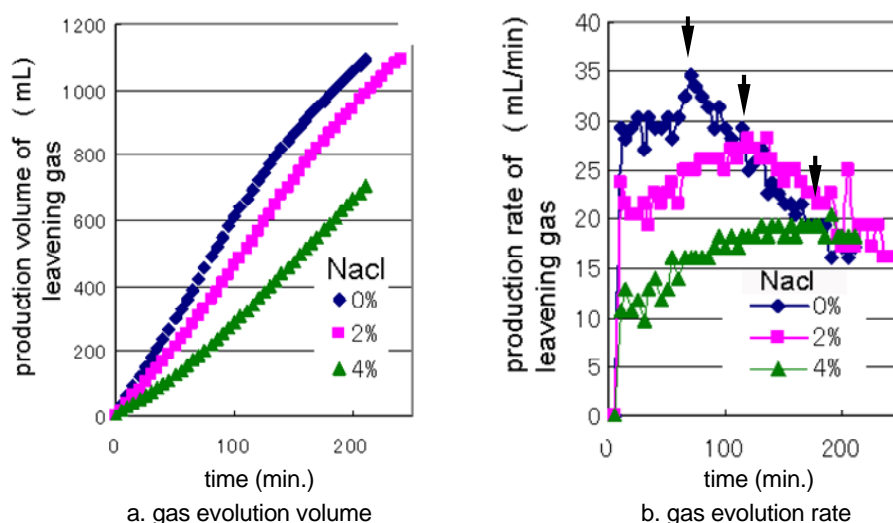 production volume of ( mL)
leavening gas
1200
1000
800
600
400
200
0
0
100
200
Nacl
0%
2%
4%
time (min.)
a. gas evolution volume
production rate of ( mL/min)
leavening gas
40
35
30
25
20
15
10
5
0
0
100
200
Nacl
0%
2%
4%
time (min.)
b. gas evolution rate